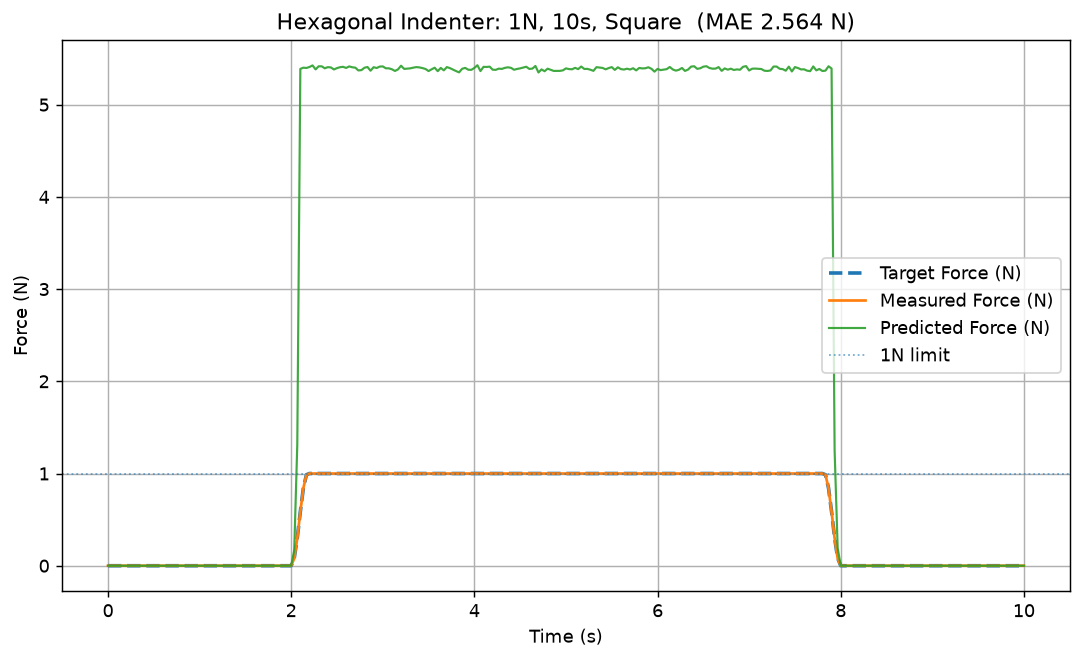 Hexagonal Indenter: 1N, 10s, Square  (MAE 2.564 N)
Force (N)
5
4
3
2
1
0
Target Force (N)
Measured Force (N)
Predicted Force (N)
1N limit
0 2 4 6 8 10
Time (s)